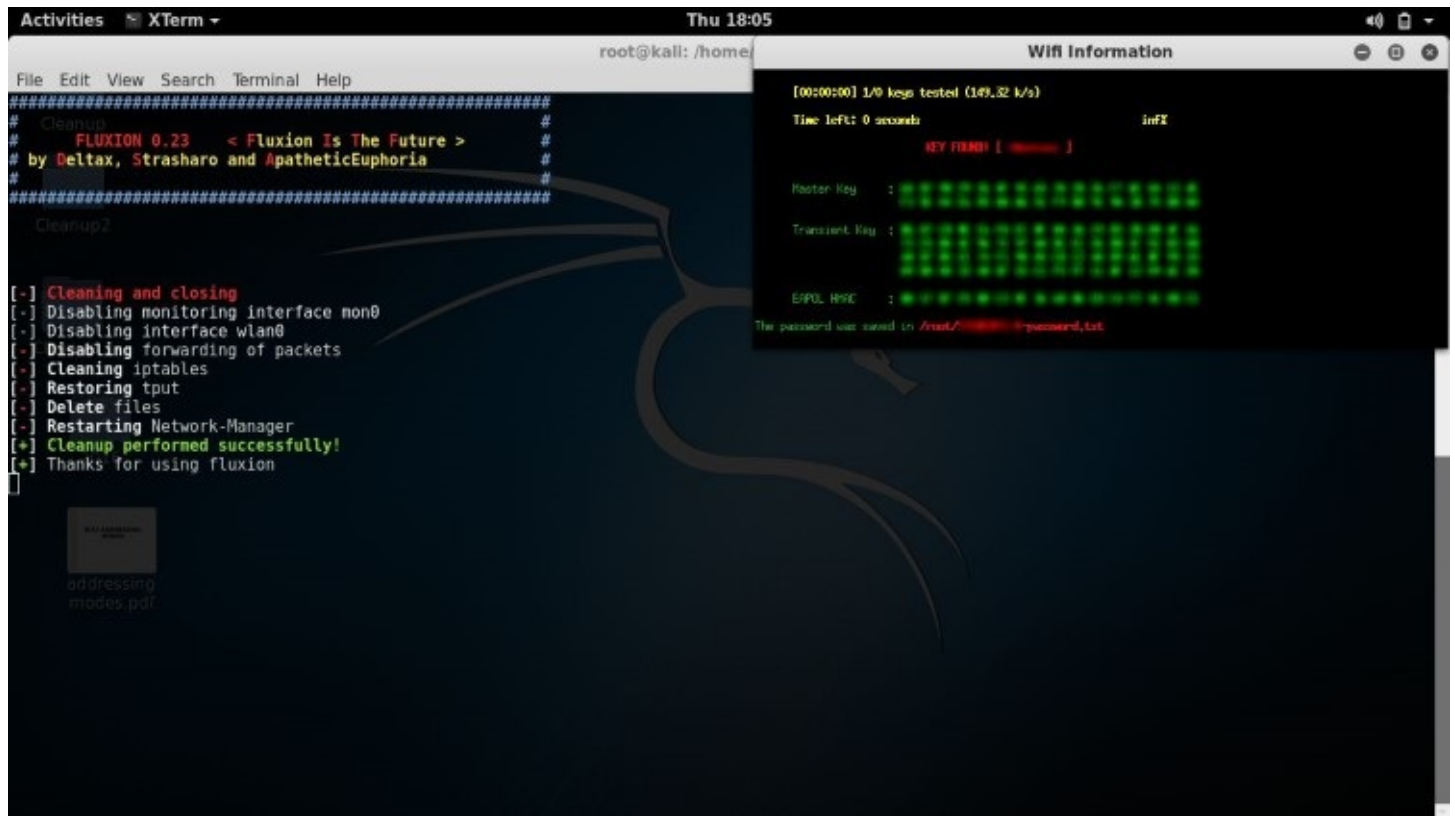 Activities XTerm Thu 18:05
root@kali: /home/
File Edit View Search Terminal Help
###########################################################
# #
# FLUXION 0.23 < Fluxion Is The Future > #
# by Deltax, Strasharo and ApatheticEuphoria #
# #
###########################################################
Cleanup
Cleanup2
[-] Cleaning and closing
[-] Disabling monitoring interface mon0
[-] Disabling interface wlan0
[-] Disabling forwarding of packets
[-] Cleaning iptables
[-] Restoring tput
[-] Delete files
[-] Restarting Network-Manager
[+] Cleanup performed successfully!
[+] Thanks for using fluxion
addressing
modes.pdf
Wifi Information
[00:00:00] 1/0 keys tested (149.32 k/s)
Time left: 0 seconds inf%
KEY FOUND! [ ]
Master Key :
Transient Key :
EAPOL HMAC :
The password was saved in /root/ -password.txt